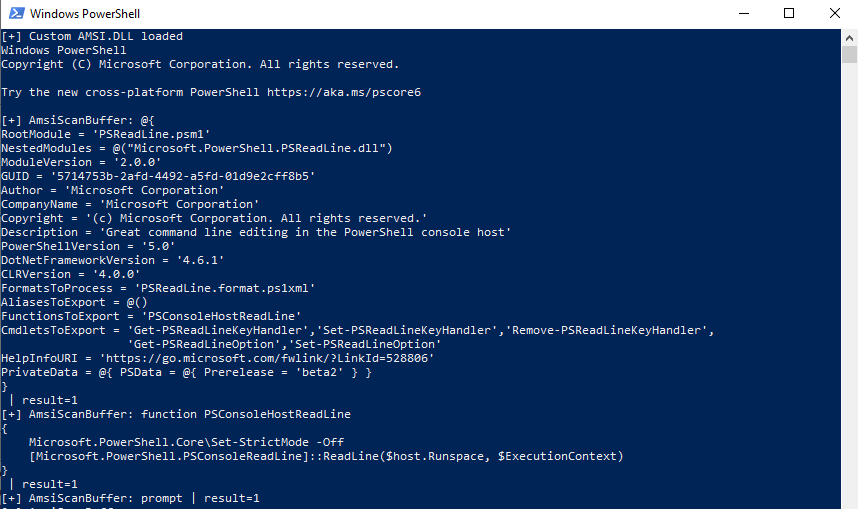 Windows PowerShell
[+] Custom AMSI.DLL loaded
Windows PowerShell
Copyright (C) Microsoft Corporation. All rights reserved.
Try the new cross-platform PowerShell https://aka.ms/pscore6
[+] AmsiScanBuffer: @{
RootModule = 'PSReadLine.psm1'
NestedModules = @("Microsoft.PowerShell.PSReadLine.dll")
ModuleVersion = '2.0.0'
GUID = '5714753b-2afd-4492-a5fd-01d9e2cff8b5'
Author = 'Microsoft Corporation'
CompanyName = 'Microsoft Corporation'
Copyright = '(c) Microsoft Corporation. All rights reserved.'
Description = 'Great command line editing in the PowerShell console host'
PowerShellVersion = '5.0'
DotNetFrameworkVersion = '4.6.1'
CLRVersion = '4.0.0'
FormatsToProcess = 'PSReadLine.format.ps1xml'
AliasesToExport = @()
FunctionsToExport = 'PSConsoleHostReadLine'
CmdletsToExport = 'Get-PSReadLineKeyHandler','Set-PSReadLineKeyHandler','Remove-PSReadLineKeyHandler',
'Get-PSReadLineOption','Set-PSReadLineOption'
HelpInfoURI = 'https://go.microsoft.com/fwlink/?LinkId=528806'
PrivateData = @{ PSData = @{ Prerelease = 'beta2' } }
}
| result=1
[+] AmsiScanBuffer: function PSConsoleHostReadLine
{
Microsoft.PowerShell.Core\Set-StrictMode -Off
[Microsoft.PowerShell.PSConsoleReadLine]::ReadLine($host.Runspace, $ExecutionContext)
}
| result=1
[+] AmsiScanBuffer: prompt | result=1